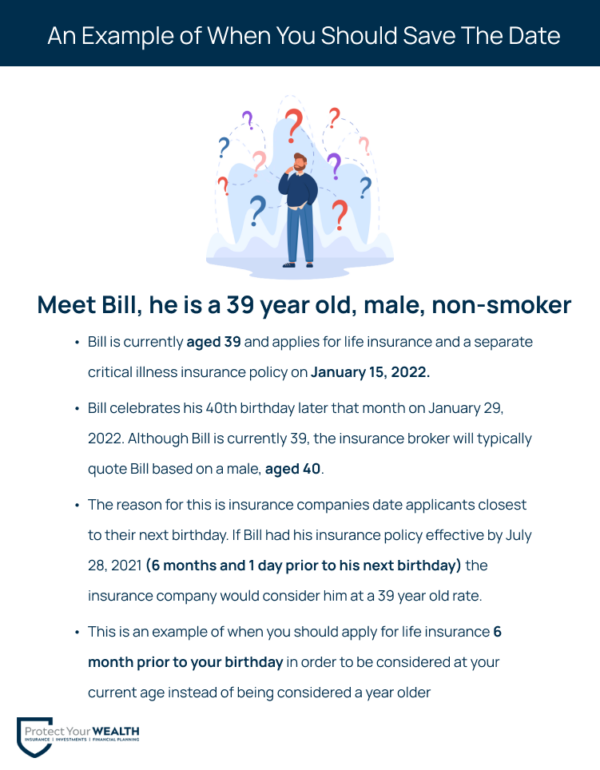 An Example of When You Should Save The Date
? ? ? ? ? ? ? ? ? ?
Meet Bill, he is a 39 year old, male, non-smoker
• Bill is currently aged 39 and applies for life insurance and a separate
critical illness insurance policy on January 15, 2022.
• Bill celebrates his 40th birthday later that month on January 29,
2022. Although Bill is currently 39, the insurance broker will typically
quote Bill based on a male, aged 40.
• The reason for this is insurance companies date applicants closest
to their next birthday. If Bill had his insurance policy effective by July
28, 2021 (6 months and 1 day prior to his next birthday) the
insurance company would consider him at a 39 year old rate.
• This is an example of when you should apply for life insurance 6
month prior to your birthday in order to be considered at your
current age instead of being considered a year older
Protect Your WEALTH
INSURANCE | INVESTMENTS | FINANCIAL PLANNING